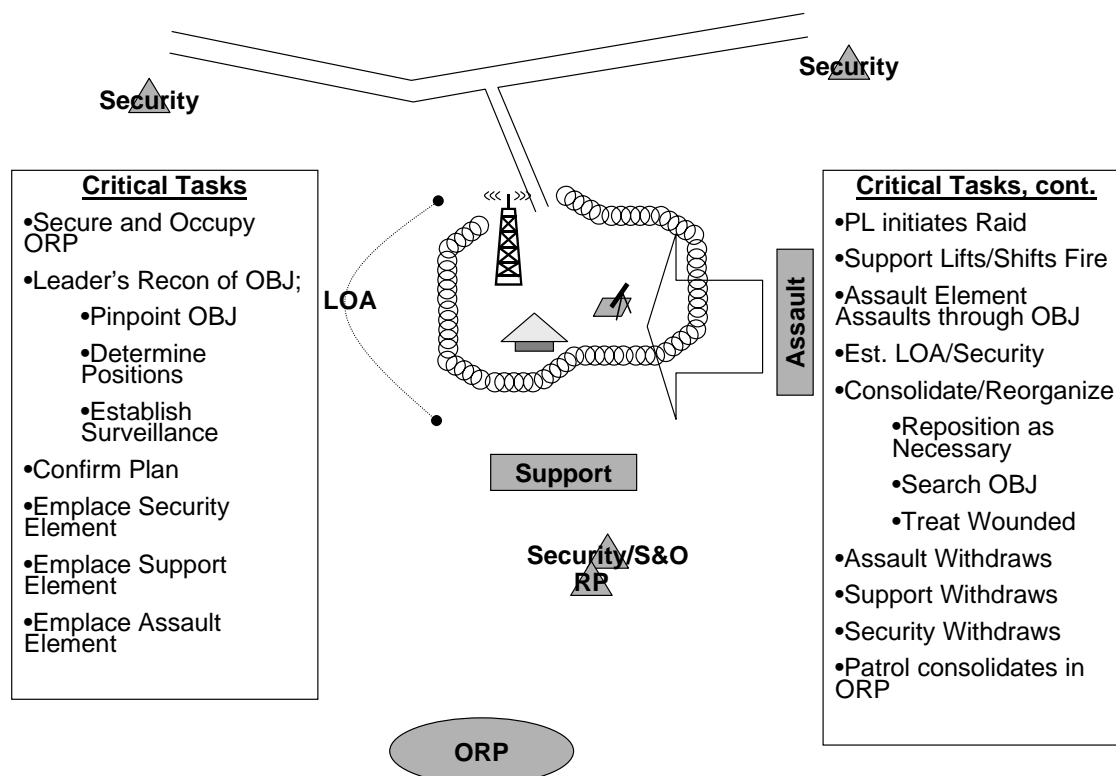 Security
Security
Critical Tasks
•Secure and Occupy
ORP
•Leader's Recon of OBJ;
•Pinpoint OBJ
•Determine
Positions
•Establish
Surveillance
•Confirm Plan
•Emplace Security
Element
•Emplace Support
Element
•Emplace Assault
Element
LOA
Assault
Support
Security/S&O
RP
ORP
Critical Tasks, cont.
•PL initiates Raid
•Support Lifts/Shifts Fire
•Assault Element
Assaults through OBJ
•Est. LOA/Security
•Consolidate/Reorganize
•Reposition as
Necessary
•Search OBJ
•Treat Wounded
•Assault Withdraws
•Support Withdraws
•Security Withdraws
•Patrol consolidates in
ORP